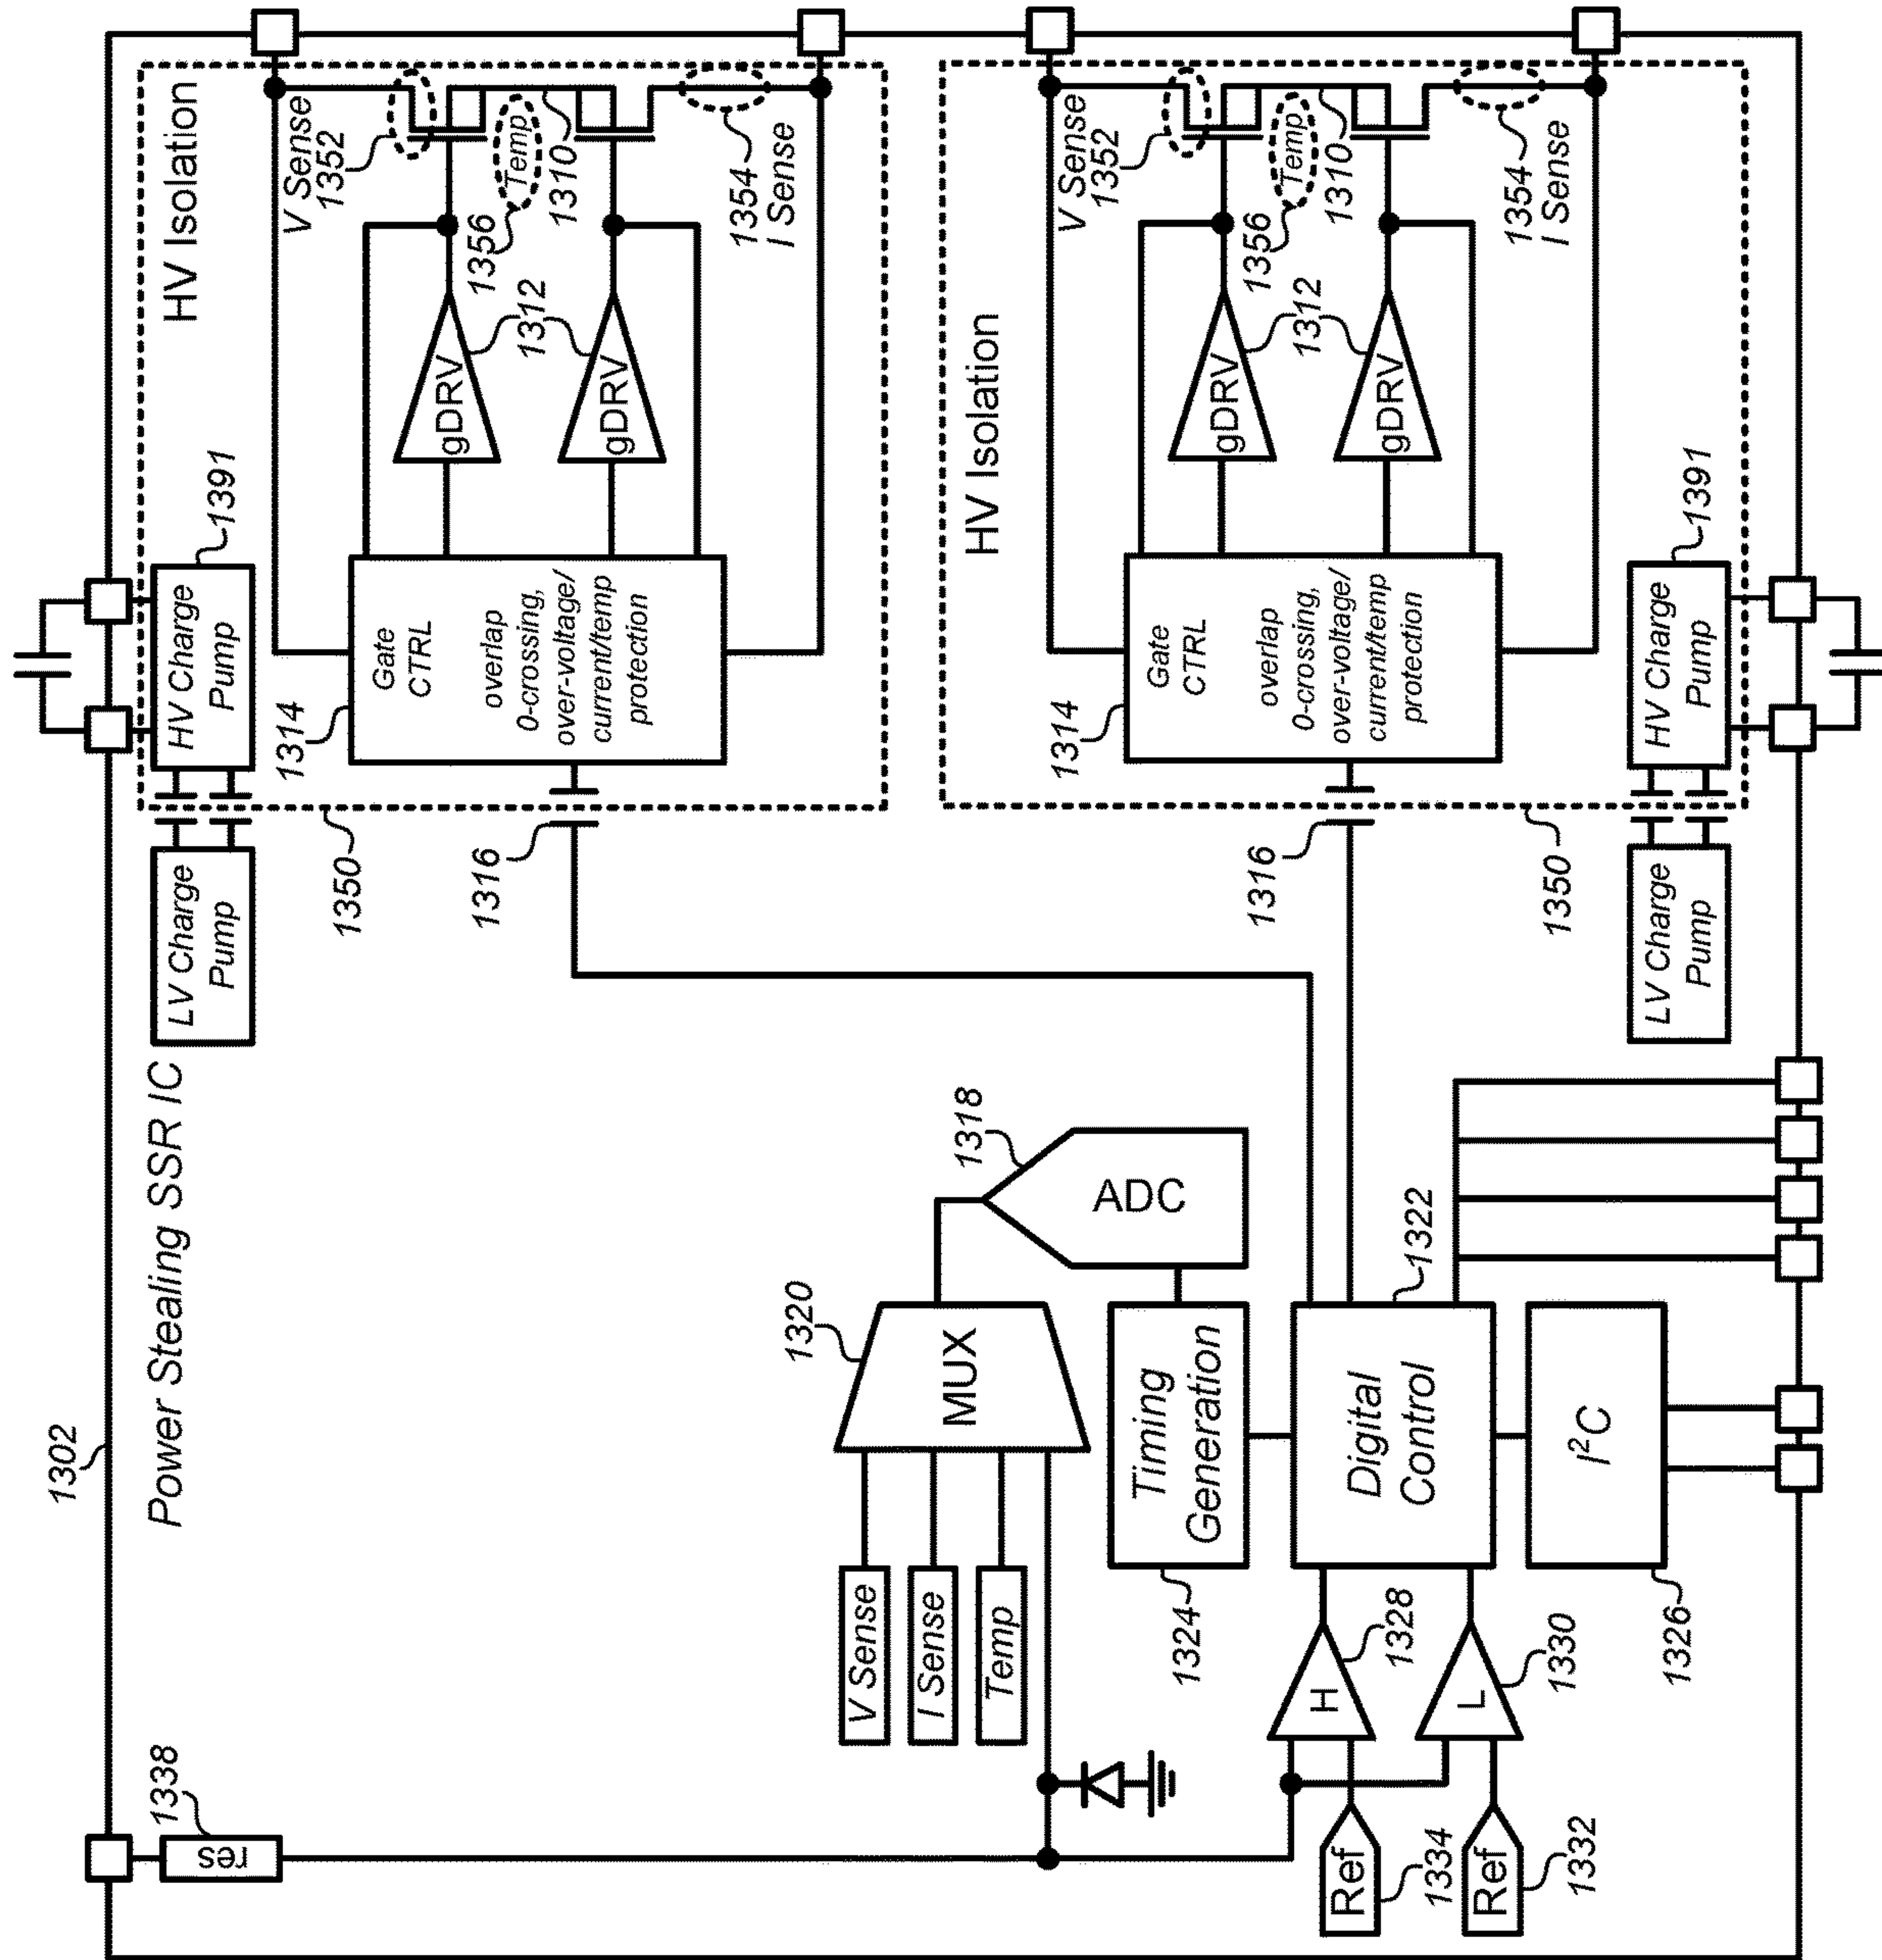 1302
Power Stealing SSR IC
1338
res
LV Charge
Pump
HV Charge
Pump
1391
HV Isolation
1350
1314
Gate
CTRL
overlap
0-crossing,
over-voltage/
current/temp
protection
1316
gDRV
gDRV
1312
V Sense
1352
Temp
1356
1310
1354
I Sense
HV Isolation
1314
Gate
CTRL
overlap
0-crossing,
over-voltage/
current/temp
protection
1316
gDRV
gDRV
1312
V Sense
1352
Temp
1356
1310
1354
I Sense
1350
LV Charge
Pump
HV Charge
Pump
1391
V Sense
I Sense
Temp
1320
MUX
1318
ADC
1324
Timing
Generation
1322
Digital
Control
H
1328
L
1330
Ref
1334
Ref
1332
1326
I²C